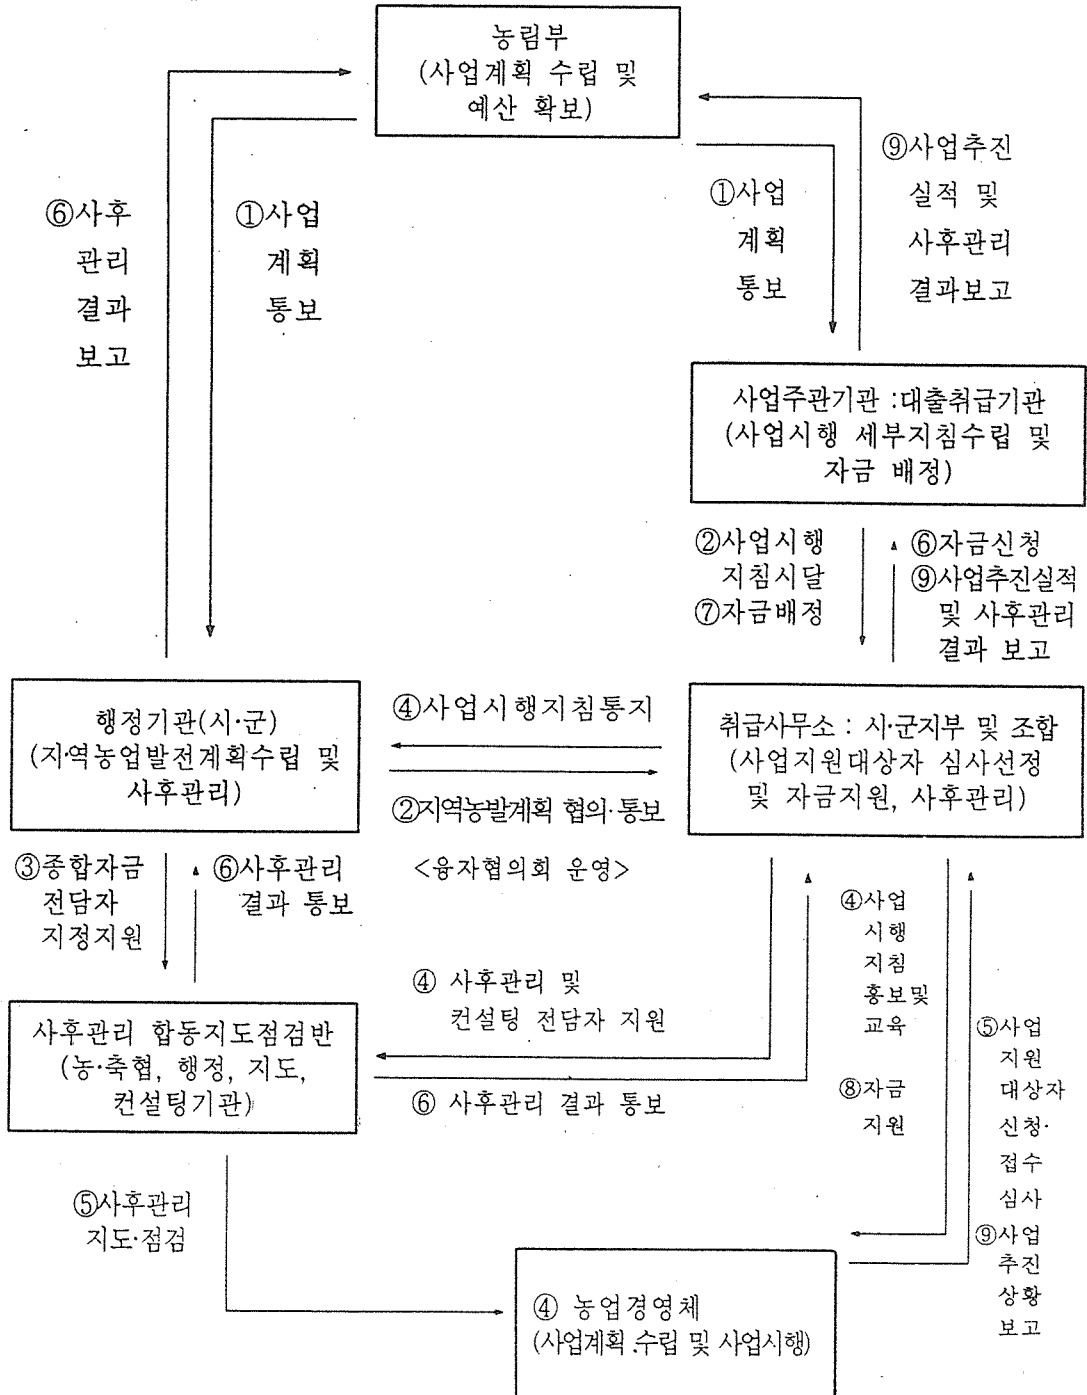 농림부
(사업계획 수립 및
예산 확보)
⑥사후
관리
결과
보고
①사업
계획
통보
①사업
계획
통보
⑨사업추진
실적 및
사후관리
결과보고
사업주관기관 :대출취급기관
(사업시행 세부지침수립 및
자금 배정)
②사업시행
지침시달
⑦자금배정
⑥자금신청
⑨사업추진실적
및 사후관리
결과 보고
행정기관(시·군)
(지역농업발전계획수립 및
사후관리)
④사업시행지침통지
②지역농발계획 협의·통보
<융자협의회 운영>
취급사무소 : 시·군지부 및 조합
(사업지원대상자 심사선정
및 자금지원, 사후관리)
③종합자금
전담자
지정지원
⑥사후관리
결과 통보
④ 사후관리 및
컨설팅 전담자 지원
⑥ 사후관리 결과 통보
④사업
시행
지침
홍보및
교육
⑧자금
지원
⑤사업
지원
대상자
신청·
접수
심사
⑨사업
추진
상황
보고
사후관리 합동지도점검반
(농·축협, 행정, 지도,
컨설팅기관)
⑤사후관리
지도·점검
④ 농업경영체
(사업계획 수립 및 사업시행)